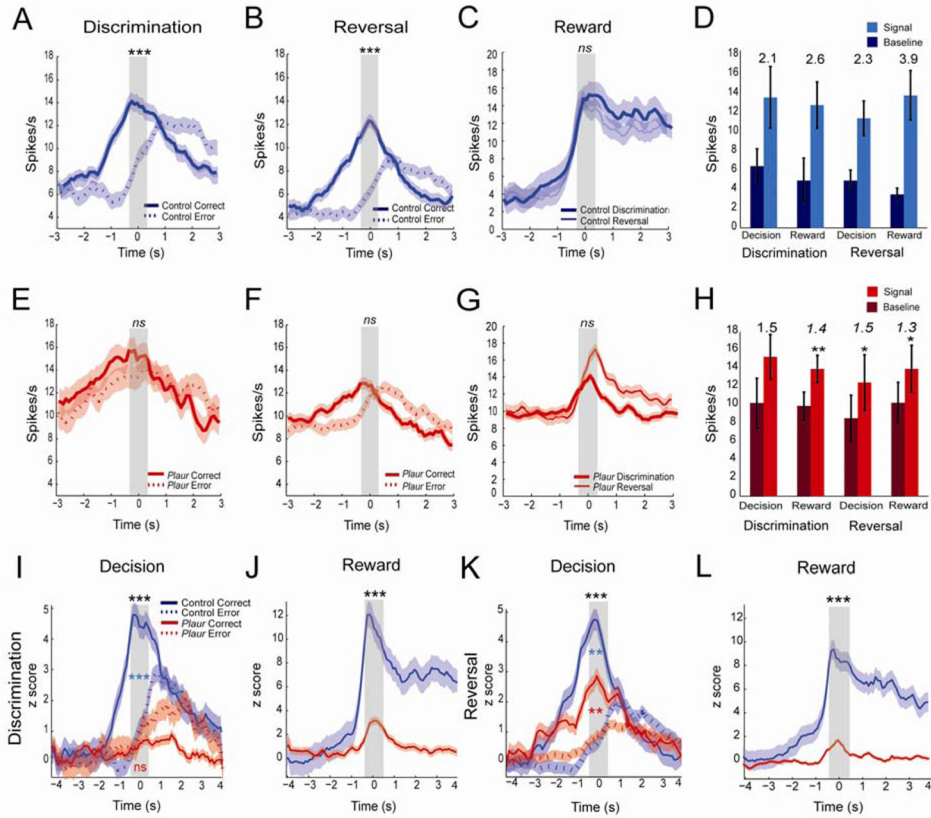 A
Discrimination
***
18
16
14
12
10
8
6
4
Spikes/s
Control Correct
Control Error
−3 −2 −1 0 1 2 3
Time (s)
B
Reversal
***
18
16
14
12
10
8
6
4
Spikes/s
Control Correct
Control Error
−3 −2 −1 0 1 2 3
Time (s)
C
Reward
ns
20
18
16
14
12
10
8
6
4
2
0
Spikes/s
Control Discrimination
Control Reversal
−3 −2 −1 0 1 2 3
Time (s)
D
Signal
Baseline
18
16
14
12
10
8
6
4
2
0
Spikes/s
2.1 2.6 2.3 3.9
Decision Reward Decision Reward
Discrimination Reversal
E
ns
18
16
14
12
10
8
6
4
Spikes/s
Plaur Correct
Plaur Error
−3 −2 −1 0 1 2 3
Time (s)
F
ns
18
16
14
12
10
8
6
4
Spikes/s
Plaur Correct
Plaur Error
−3 −2 −1 0 1 2 3
Time (s)
G
ns
20
18
16
14
12
10
8
6
4
2
0
Spikes/s
Plaur Discrimination
Plaur Reversal
−3 −2 −1 0 1 2 3
Time (s)
H
Signal
Baseline
18
16
14
12
10
8
6
4
2
0
Spikes/s
1.5 1.4 1.5 1.3
** * *
Decision Reward Decision Reward
Discrimination Reversal
Discrimination
I
Decision
***
5
4
3
2
1
0
z score
Control Correct
Control Error
Plaur Correct
Plaur Error
***
ns
−4 −3 −2 −1 0 1 2 3 4
Time (s)
J
Reward
***
12
10
8
6
4
2
0
z score
−4 −3 −2 −1 0 1 2 3 4
Time (s)
Reversal
K
Decision
***
5
4
3
2
1
0
z score
**
**
−4 −3 −2 −1 0 1 2 3 4
Time (s)
L
Reward
***
12
10
8
6
4
2
0
z score
−4 −3 −2 −1 0 1 2 3 4
Time (s)